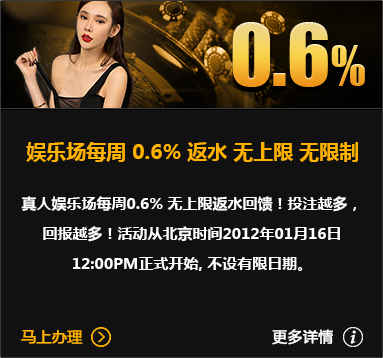 0.6%
娱乐场每周 0.6% 返水 无上限 无限制
真人娱乐场每周0.6% 无上限返水回馈！投注越多，
回报越多！活动从北京时间2012年01月16日
12:00PM正式开始, 不设有限日期。
马上办理
更多详情